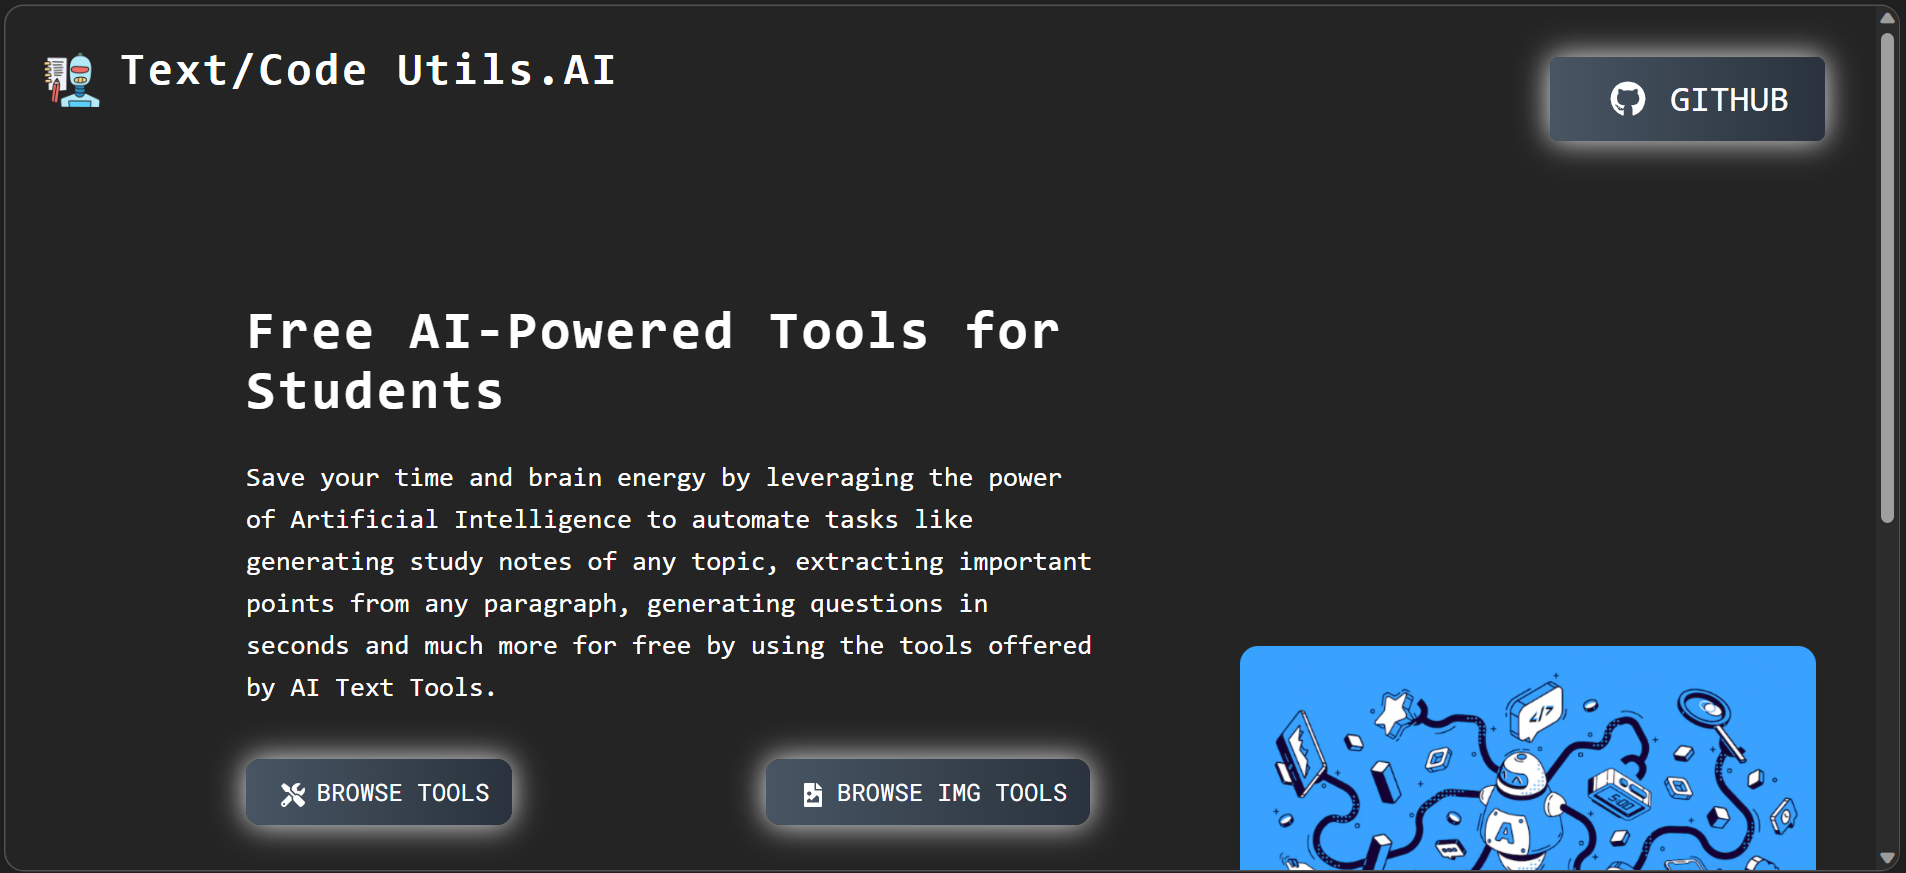 Text/Code Utils.AI
GITHUB
Free AI-Powered Tools for
Students
Save your time and brain energy by leveraging the power
of Artificial Intelligence to automate tasks like
generating study notes of any topic, extracting important
points from any paragraph, generating questions in
seconds and much more for free by using the tools offered
by AI Text Tools.
BROWSE TOOLS
BROWSE IMG TOOLS
</>
5:00
A